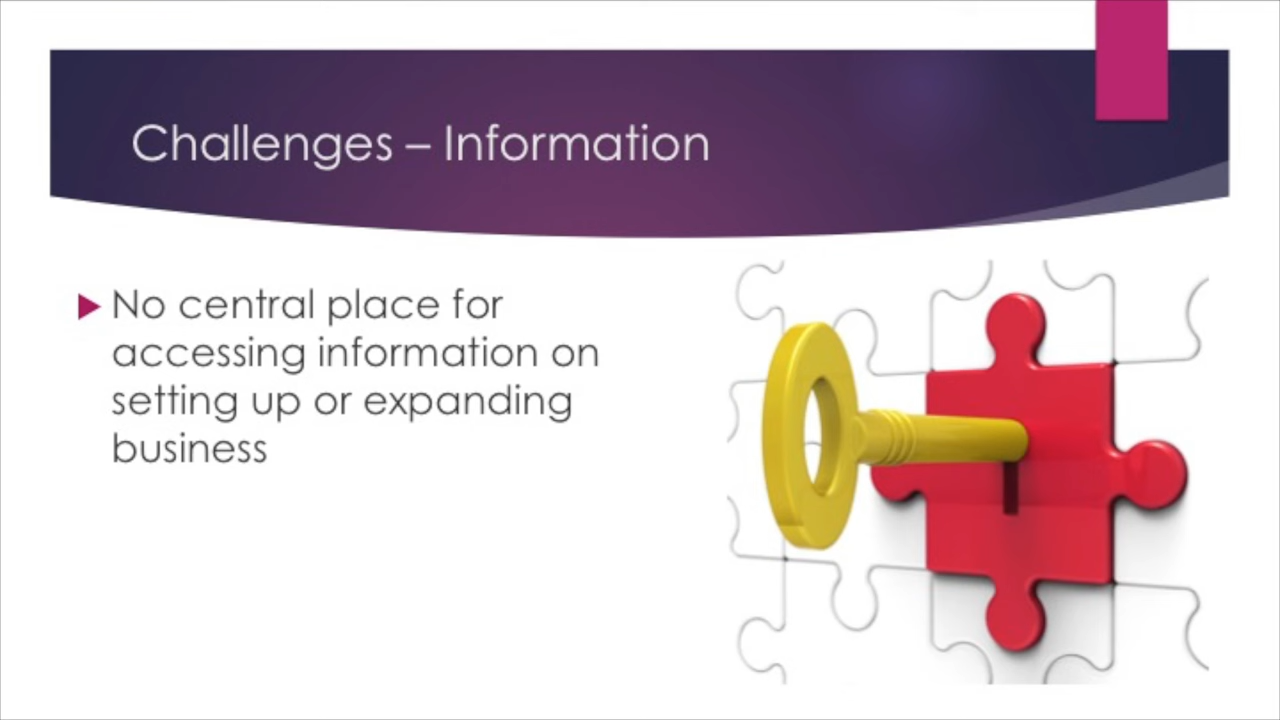 Challenges – Information
No central place for
accessing information on
setting up or expanding
business